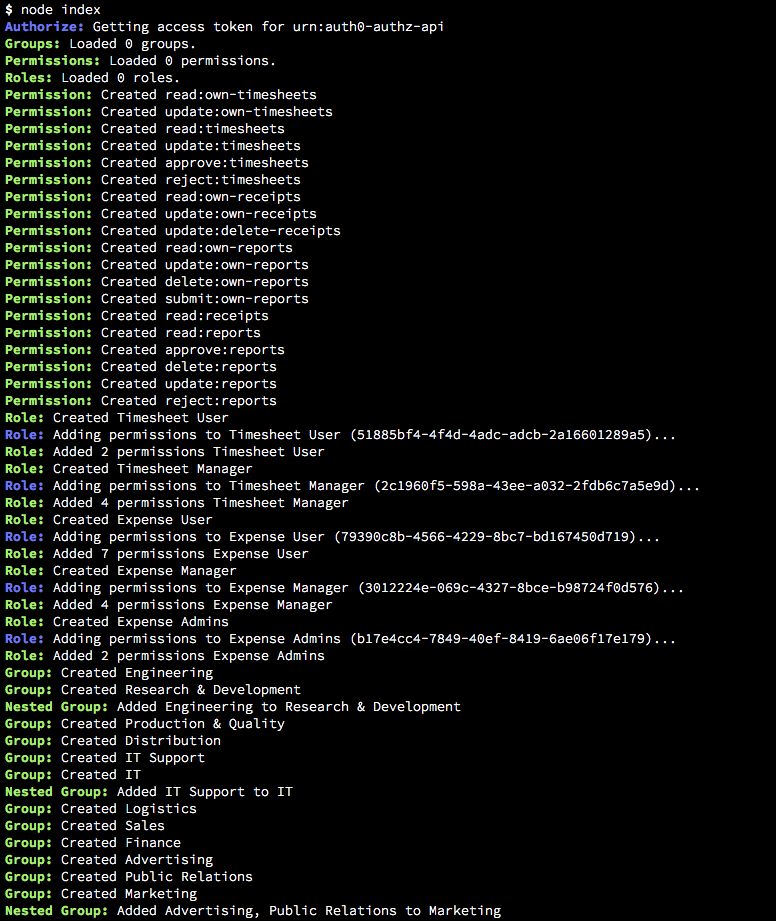 $ node index
Authorize: Getting access token for urn:auth0-authz-api
Groups: Loaded 0 groups.
Permissions: Loaded 0 permissions.
Roles: Loaded 0 roles.
Permission: Created read:own-timesheets
Permission: Created update:own-timesheets
Permission: Created read:timesheets
Permission: Created update:timesheets
Permission: Created approve:timesheets
Permission: Created reject:timesheets
Permission: Created read:own-receipts
Permission: Created update:own-receipts
Permission: Created update:delete-receipts
Permission: Created read:own-reports
Permission: Created update:own-reports
Permission: Created delete:own-reports
Permission: Created submit:own-reports
Permission: Created read:receipts
Permission: Created read:reports
Permission: Created approve:reports
Permission: Created delete:reports
Permission: Created update:reports
Permission: Created reject:reports
Role: Created Timesheet User
Role: Adding permissions to Timesheet User (51885bf4-4f4d-4adc-adcb-2a16601289a5)...
Role: Added 2 permissions Timesheet User
Role: Created Timesheet Manager
Role: Adding permissions to Timesheet Manager (2c1960f5-598a-43ee-a032-2fdb6c7a5e9d)...
Role: Added 4 permissions Timesheet Manager
Role: Created Expense User
Role: Adding permissions to Expense User (79390c8b-4566-4229-8bc7-bd167450d719)...
Role: Added 7 permissions Expense User
Role: Created Expense Manager
Role: Adding permissions to Expense Manager (3012224e-069c-4327-8bce-b98724f0d576)...
Role: Added 4 permissions Expense Manager
Role: Created Expense Admins
Role: Adding permissions to Expense Admins (b17e4cc4-7849-40ef-8419-6ae06f17e179)...
Role: Added 2 permissions Expense Admins
Group: Created Engineering
Group: Created Research & Development
Nested Group: Added Engineering to Research & Development
Group: Created Production & Quality
Group: Created Distribution
Group: Created IT Support
Group: Created IT
Nested Group: Added IT Support to IT
Group: Created Logistics
Group: Created Sales
Group: Created Finance
Group: Created Advertising
Group: Created Public Relations
Group: Created Marketing
Nested Group: Added Advertising, Public Relations to Marketing